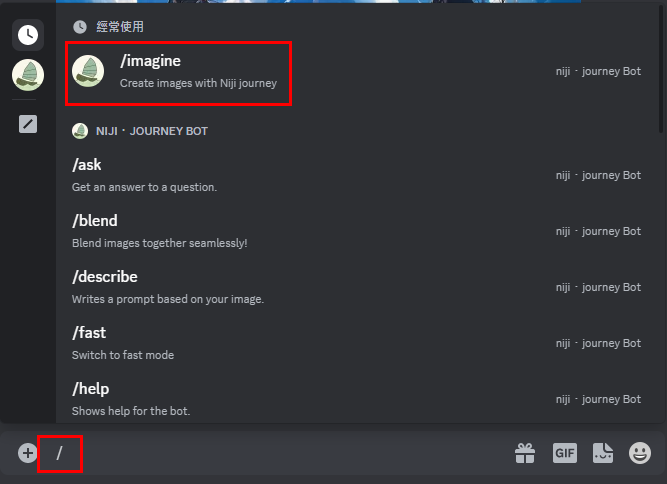 經常使用
/imagine
Create images with Niji journey
niji・journey Bot
NIJI・JOURNEY BOT
/ask
Get an answer to a question.
niji・journey Bot
/blend
Blend images together seamlessly!
niji・journey Bot
/describe
Writes a prompt based on your image.
niji・journey Bot
/fast
Switch to fast mode
niji・journey Bot
/help
Shows help for the bot.
niji・journey Bot
/
GIF